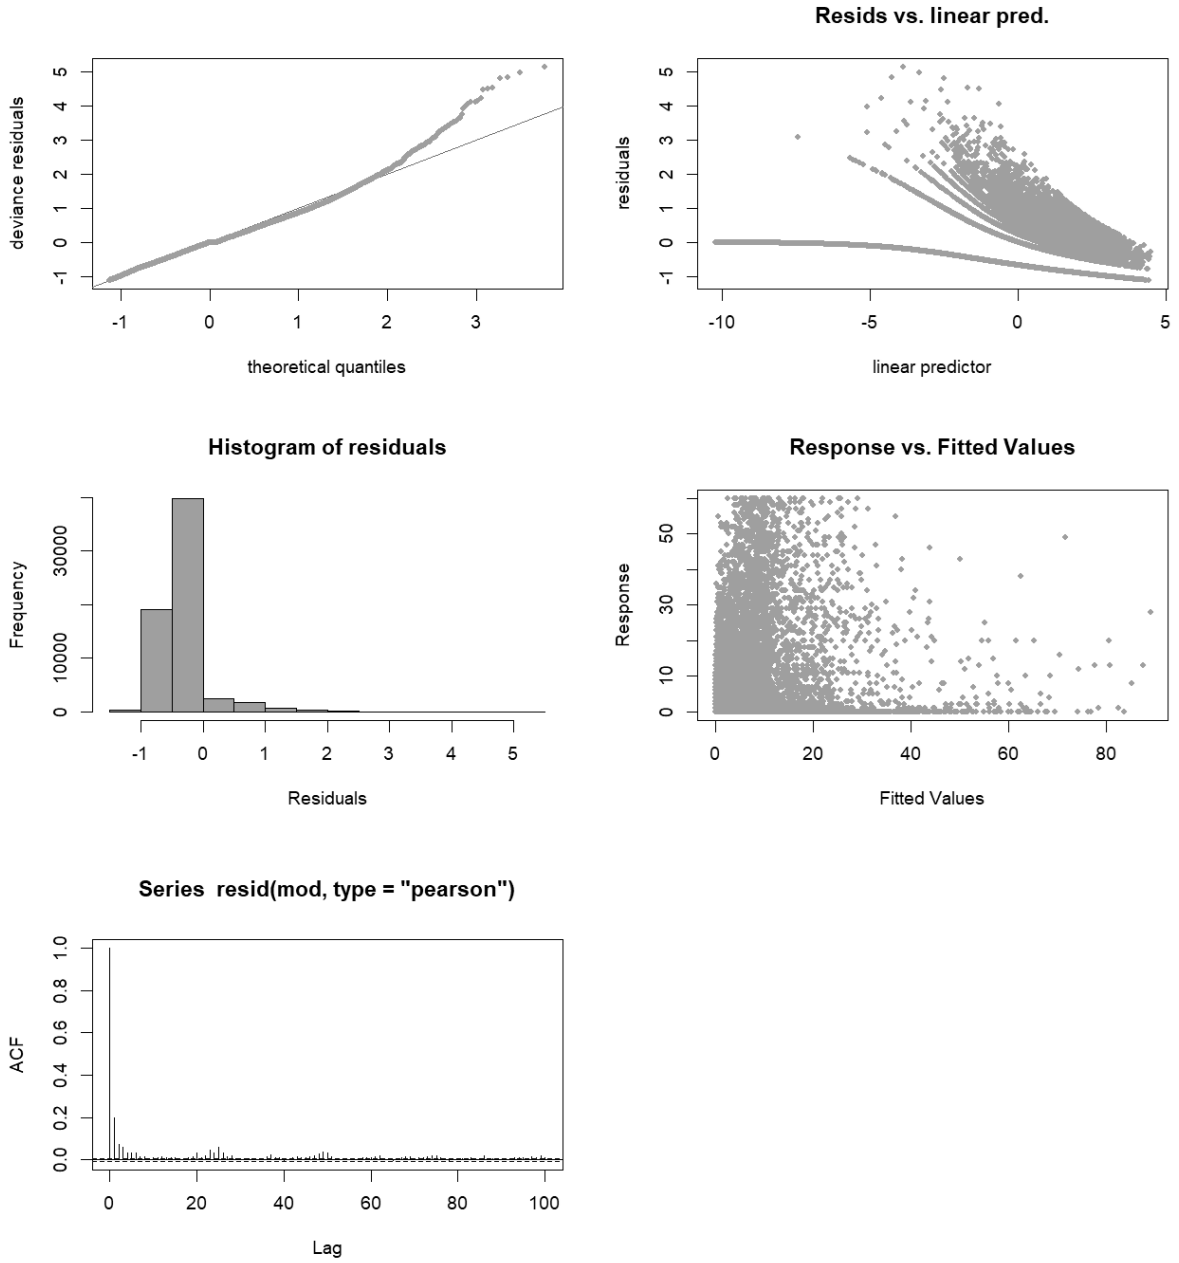 deviance residuals
5
4
3
2
1
0
-1
-1 0 1 2 3
theoretical quantiles
Resids vs. linear pred.
residuals
5
4
3
2
1
0
-1
-10 -5 0 5
linear predictor
Histogram of residuals
Frequency
30000
10000
0
-1 0 1 2 3 4 5
Residuals
Response vs. Fitted Values
Response
50
30
10
0
0 20 40 60 80
Fitted Values
Series resid(mod, type = "pearson")
ACF
1.0
0.8
0.6
0.4
0.2
0.0
0 20 40 60 80 100
Lag